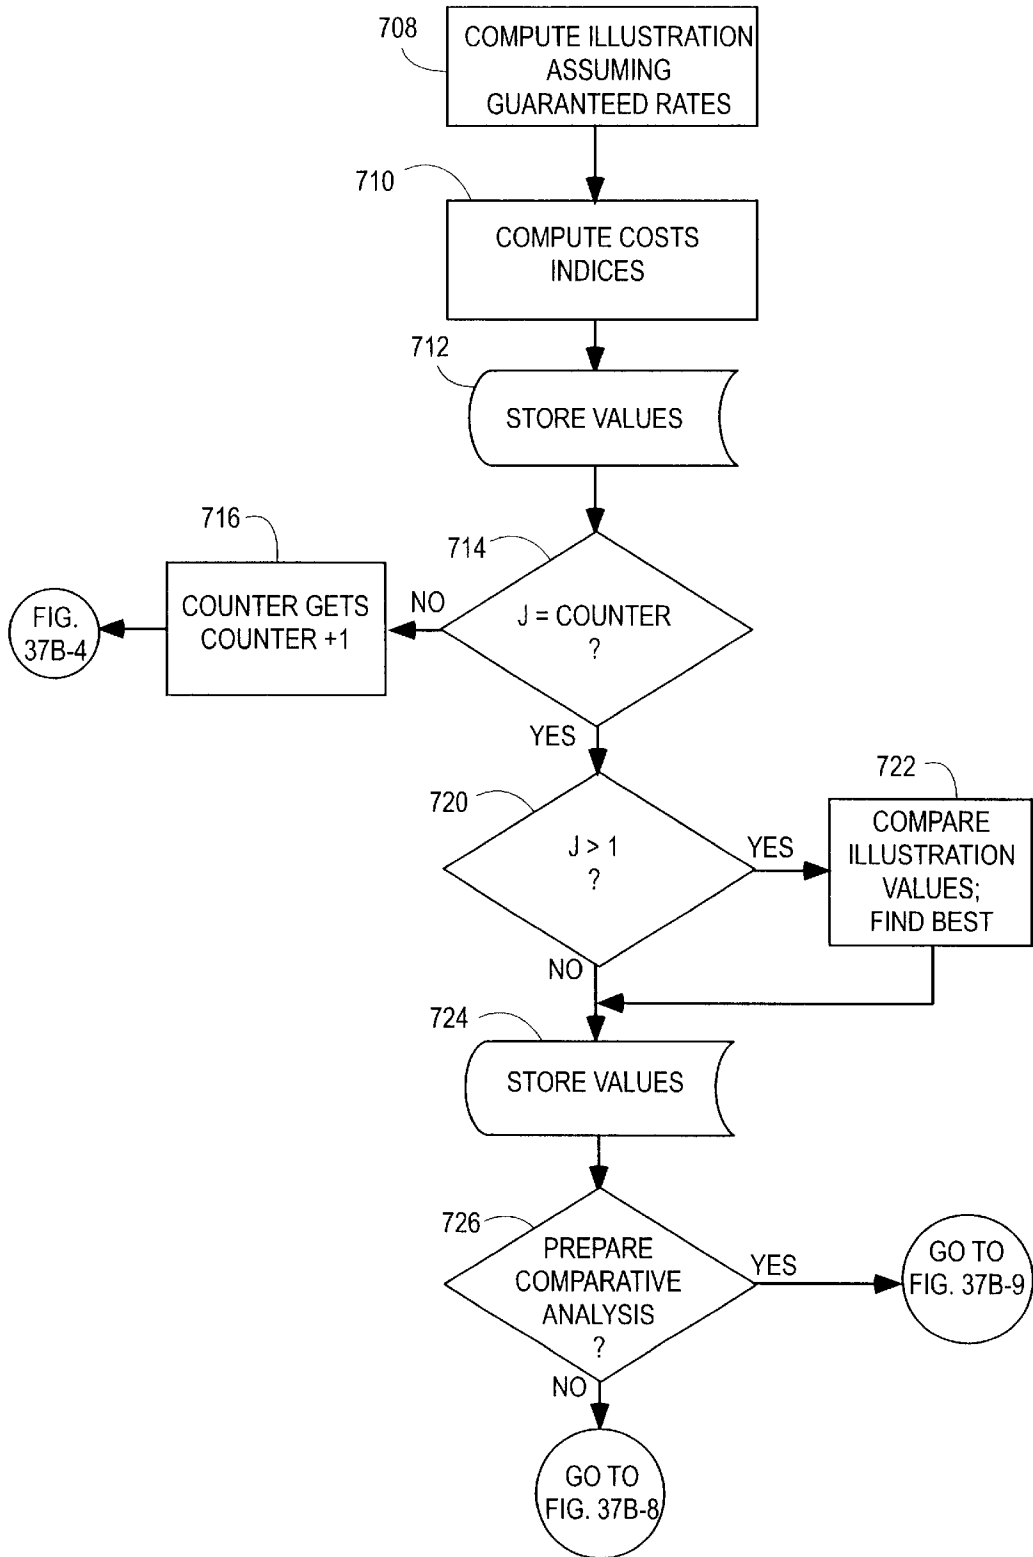 708
COMPUTE ILLUSTRATION
ASSUMING
GUARANTEED RATES
710
COMPUTE COSTS
INDICES
712
STORE VALUES
716
714
FIG.
37B-4
COUNTER GETS
COUNTER +1
NO
J = COUNTER
?
YES
720
722
J > 1
?
YES
COMPARE
ILLUSTRATION
VALUES;
FIND BEST
NO
724
STORE VALUES
726
PREPARE
COMPARATIVE
ANALYSIS
?
YES
GO TO
FIG. 37B-9
NO
GO TO
FIG. 37B-8